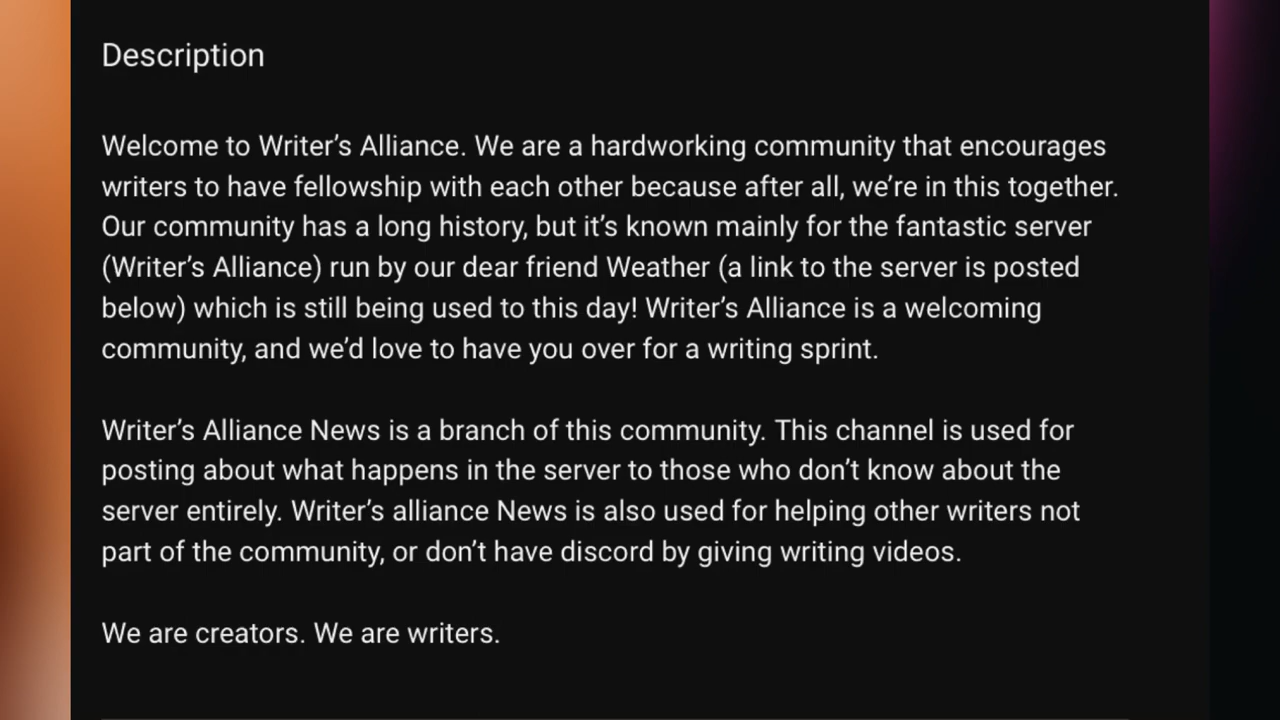 Description
Welcome to Writer’s Alliance. We are a hardworking community that encourages
writers to have fellowship with each other because after all, we’re in this together.
Our community has a long history, but it’s known mainly for the fantastic server
(Writer’s Alliance) run by our dear friend Weather (a link to the server is posted
below) which is still being used to this day! Writer’s Alliance is a welcoming
community, and we’d love to have you over for a writing sprint.
Writer’s Alliance News is a branch of this community. This channel is used for
posting about what happens in the server to those who don’t know about the
server entirely. Writer’s alliance News is also used for helping other writers not
part of the community, or don’t have discord by giving writing videos.
We are creators. We are writers.